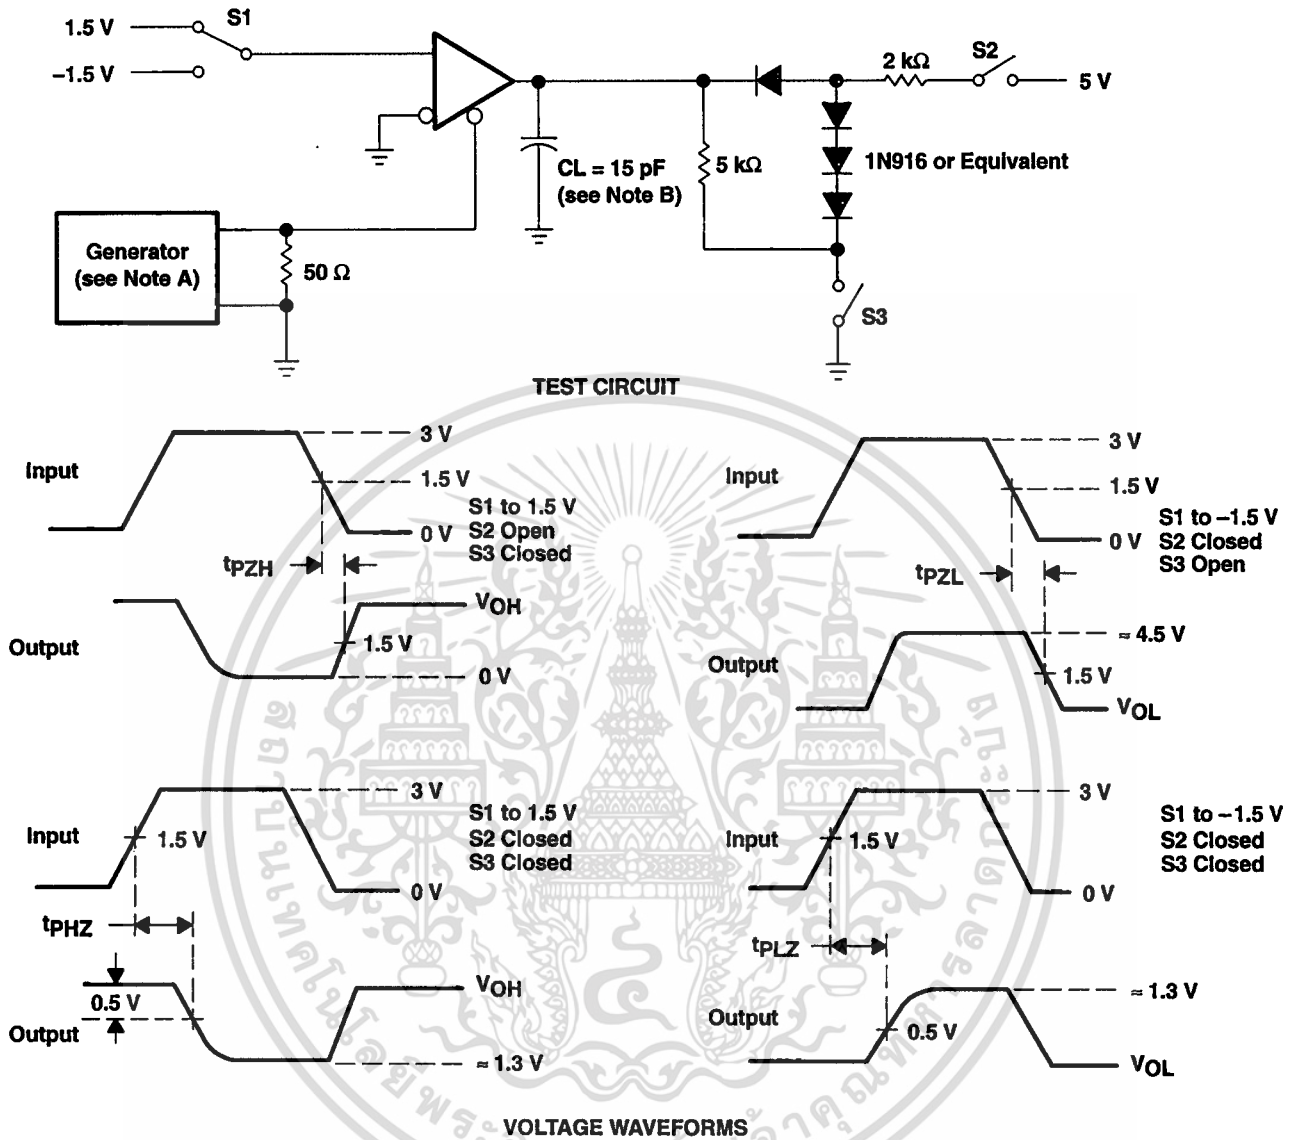 1.5 V
S1
−1.5 V
2 kΩ
S2
5 V
CL = 15 pF
(see Note B)
5 kΩ
1N916 or Equivalent
Generator
(see Note A)
50 Ω
S3
TEST CIRCUIT
Input
3 V
1.5 V
0 V
S1 to 1.5 V
S2 Open
S3 Closed
tPZH
Output
VOH
1.5 V
0 V
Input
3 V
1.5 V
0 V
S1 to −1.5 V
S2 Closed
S3 Open
tPZL
Output
≈ 4.5 V
1.5 V
VOL
Input
3 V
1.5 V
0 V
S1 to 1.5 V
S2 Closed
S3 Closed
tPHZ
0.5 V
Output
VOH
≈ 1.3 V
Input
3 V
1.5 V
0 V
S1 to −1.5 V
S2 Closed
S3 Closed
tPLZ
Output
≈ 1.3 V
0.5 V
VOL
VOLTAGE WAVEFORMS